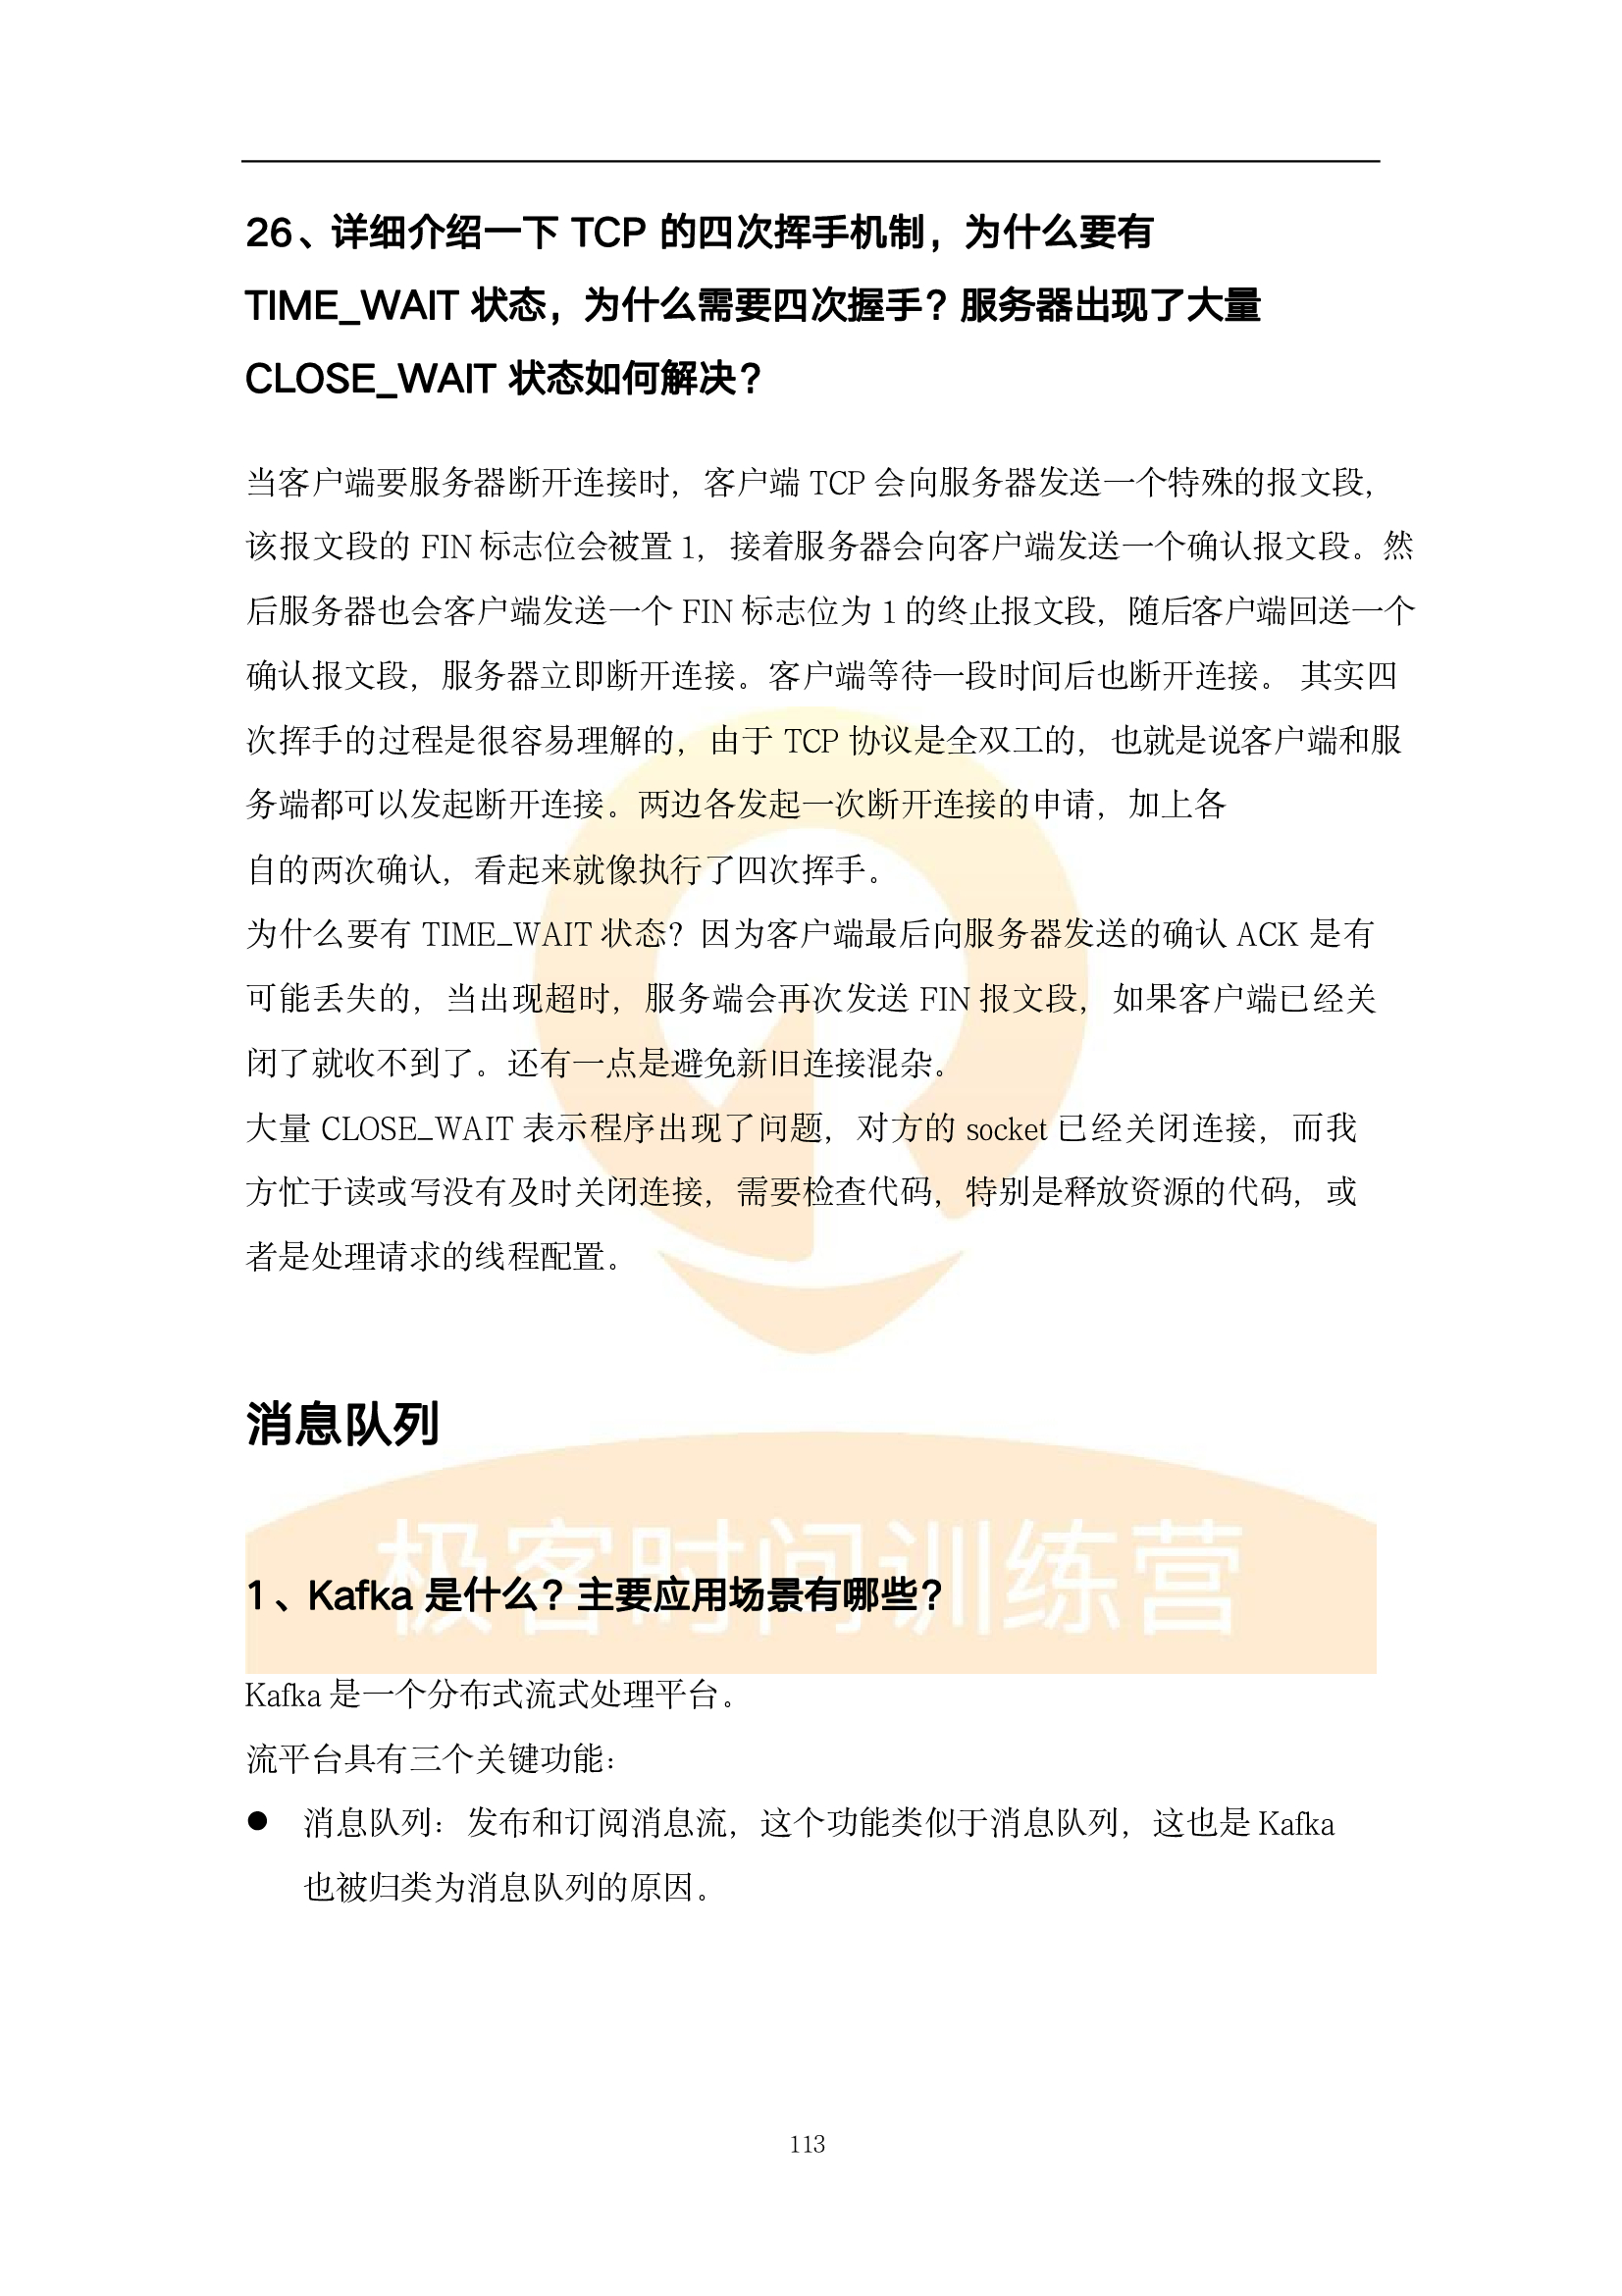 26、详细介绍一下 TCP 的四次挥手机制，为什么要有
TIME_WAIT 状态，为什么需要四次握手？服务器出现了大量
CLOSE_WAIT 状态如何解决？
当客户端要服务器断开连接时，客户端 TCP 会向服务器发送一个特殊的报文段，
该报文段的 FIN 标志位会被置 1，接着服务器会向客户端发送一个确认报文段。然
后服务器也会客户端发送一个 FIN 标志位为 1 的终止报文段，随后客户端回送一个
确认报文段，服务器立即断开连接。客户端等待一段时间后也断开连接。 其实四
次挥手的过程是很容易理解的，由于 TCP 协议是全双工的，也就是说客户端和服
务端都可以发起断开连接。两边各发起一次断开连接的申请，加上各
自的两次确认，看起来就像执行了四次挥手。
为什么要有 TIME_WAIT 状态？因为客户端最后向服务器发送的确认 ACK 是有
可能丢失的，当出现超时，服务端会再次发送 FIN 报文段，如果客户端已经关
闭了就收不到了。还有一点是避免新旧连接混杂。
大量 CLOSE_WAIT 表示程序出现了问题，对方的 socket 已经关闭连接，而我
方忙于读或写没有及时关闭连接，需要检查代码，特别是释放资源的代码，或
者是处理请求的线程配置。
消息队列
极客时间训练营
1、Kafka 是什么？主要应用场景有哪些？
Kafka 是一个分布式流式处理平台。
流平台具有三个关键功能：
● 消息队列：发布和订阅消息流，这个功能类似于消息队列，这也是 Kafka
也被归类为消息队列的原因。
113